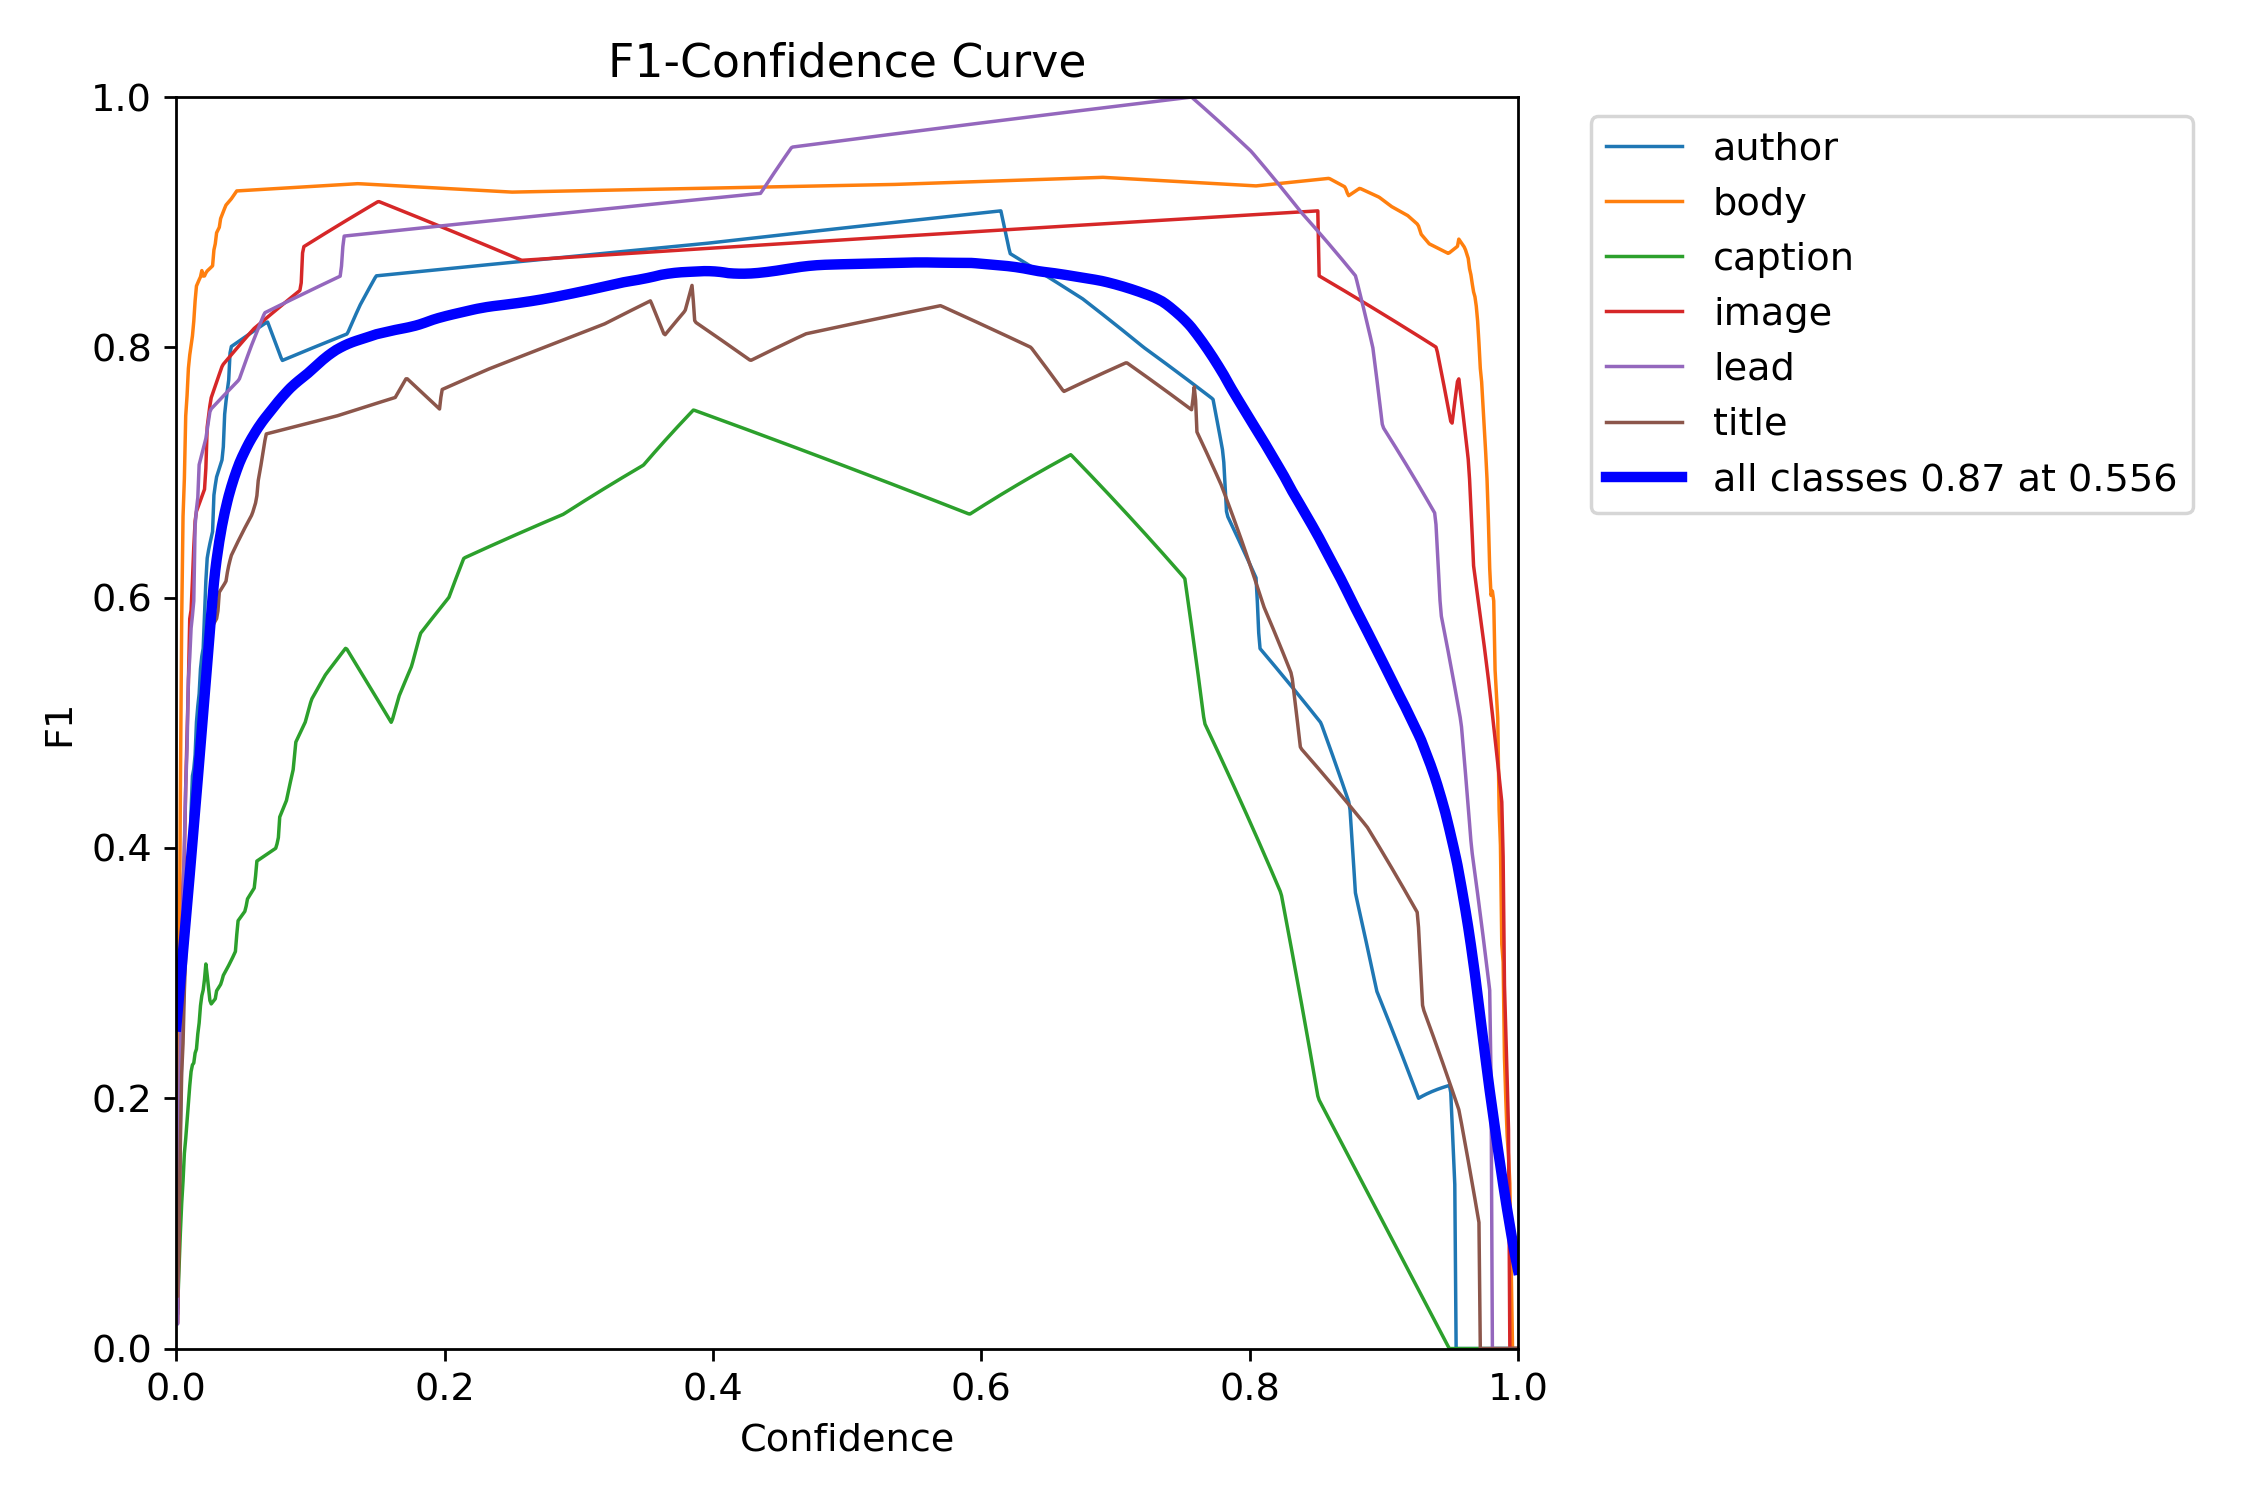 F1-Confidence Curve
1.0
0.8
0.6
0.4
0.2
0.0
F1
0.0 0.2 0.4 0.6 0.8 1.0
Confidence
author
body
caption
image
lead
title
all classes 0.87 at 0.556